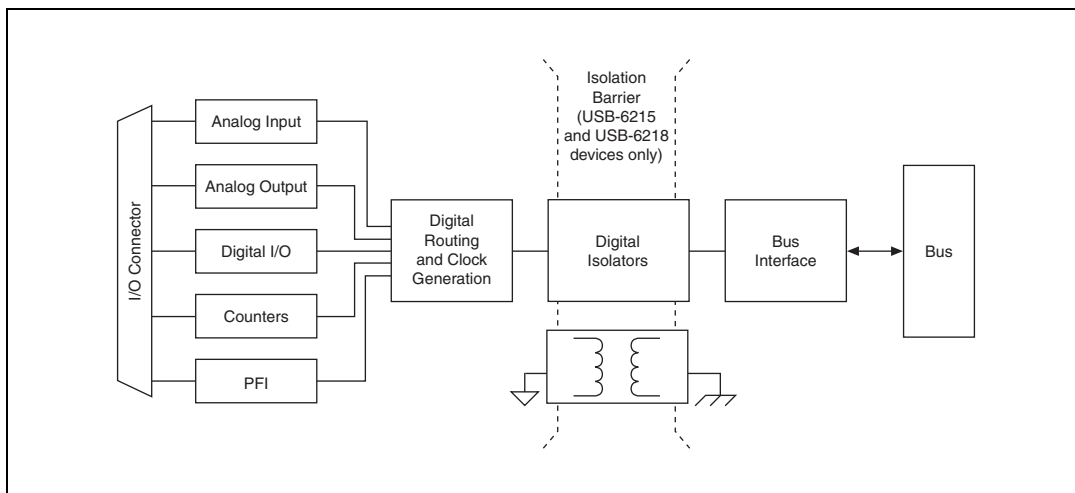 I/O Connector
Analog Input
Analog Output
Digital I/O
Counters
PFI
Digital
Routing
and Clock
Generation
Isolation
Barrier
(USB-6215
and USB-6218
devices only)
Digital
Isolators
Bus
Interface
Bus